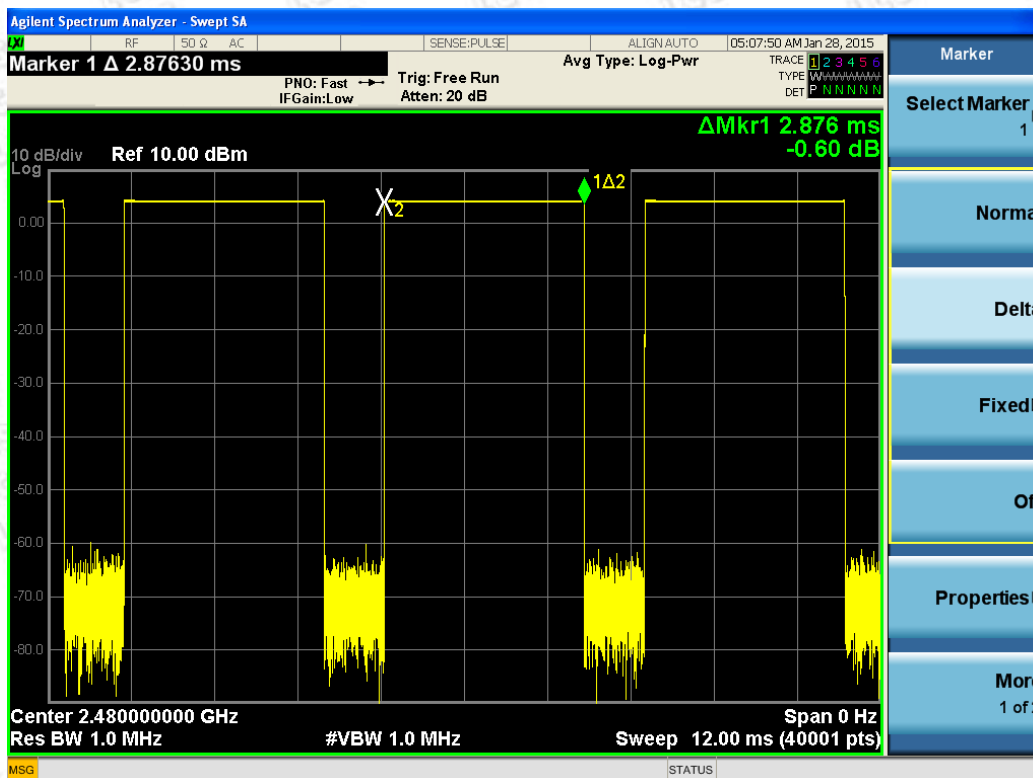 Agilent Spectrum Analyzer - Swept SA
LXI RF 50 Ω AC SENSE:PULSE ALIGN AUTO 05:07:50 AM Jan 28, 2015
Marker 1 Δ 2.87630 ms
PNO: Fast
IFGain:Low
Trig: Free Run
Atten: 20 dB
Avg Type: Log-Pwr
TRACE 1 2 3 4 5 6
TYPE
DET P N N N N N
ΔMkr1 2.876 ms
-0.60 dB
10 dB/div Ref 10.00 dBm
Log
1Δ2
X2
0.00
-10.0
-20.0
-30.0
-40.0
-50.0
-60.0
-70.0
-80.0
Center 2.480000000 GHz Span 0 Hz
Res BW 1.0 MHz #VBW 1.0 MHz Sweep 12.00 ms (40001 pts)
MSG STATUS
Marker
Select Marker
1
Norma
Delt
Fixed
Of
Properties
Mor
1 of